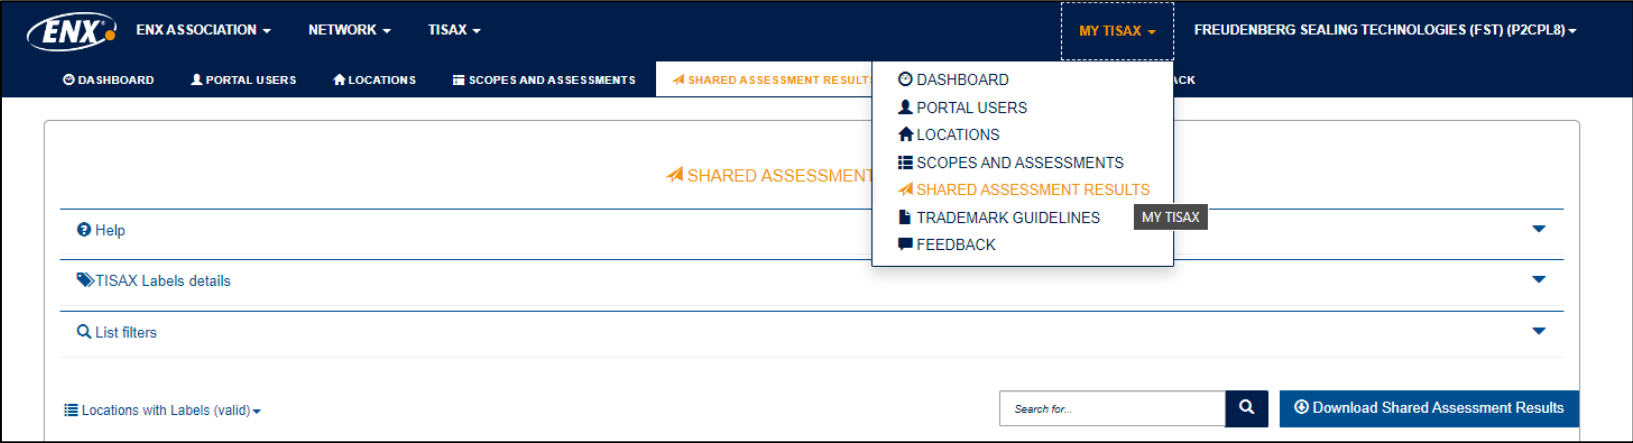 ENX ENX ASSOCIATION NETWORK TISAX MY TISAX FREUDENBERG SEALING TECHNOLOGIES (FST) (P2CPL8)
DASHBOARD PORTAL USERS LOCATIONS SCOPES AND ASSESSMENTS SHARED ASSESSMENT RESULT ACK
DASHBOARD
PORTAL USERS
LOCATIONS
SCOPES AND ASSESSMENTS
SHARED ASSESSMENT RESULTS
TRADEMARK GUIDELINES
MY TISAX
FEEDBACK
SHARED ASSESSMENT
Help
TISAX Labels details
List filters
Locations with Labels (valid) Search for... Download Shared Assessment Results